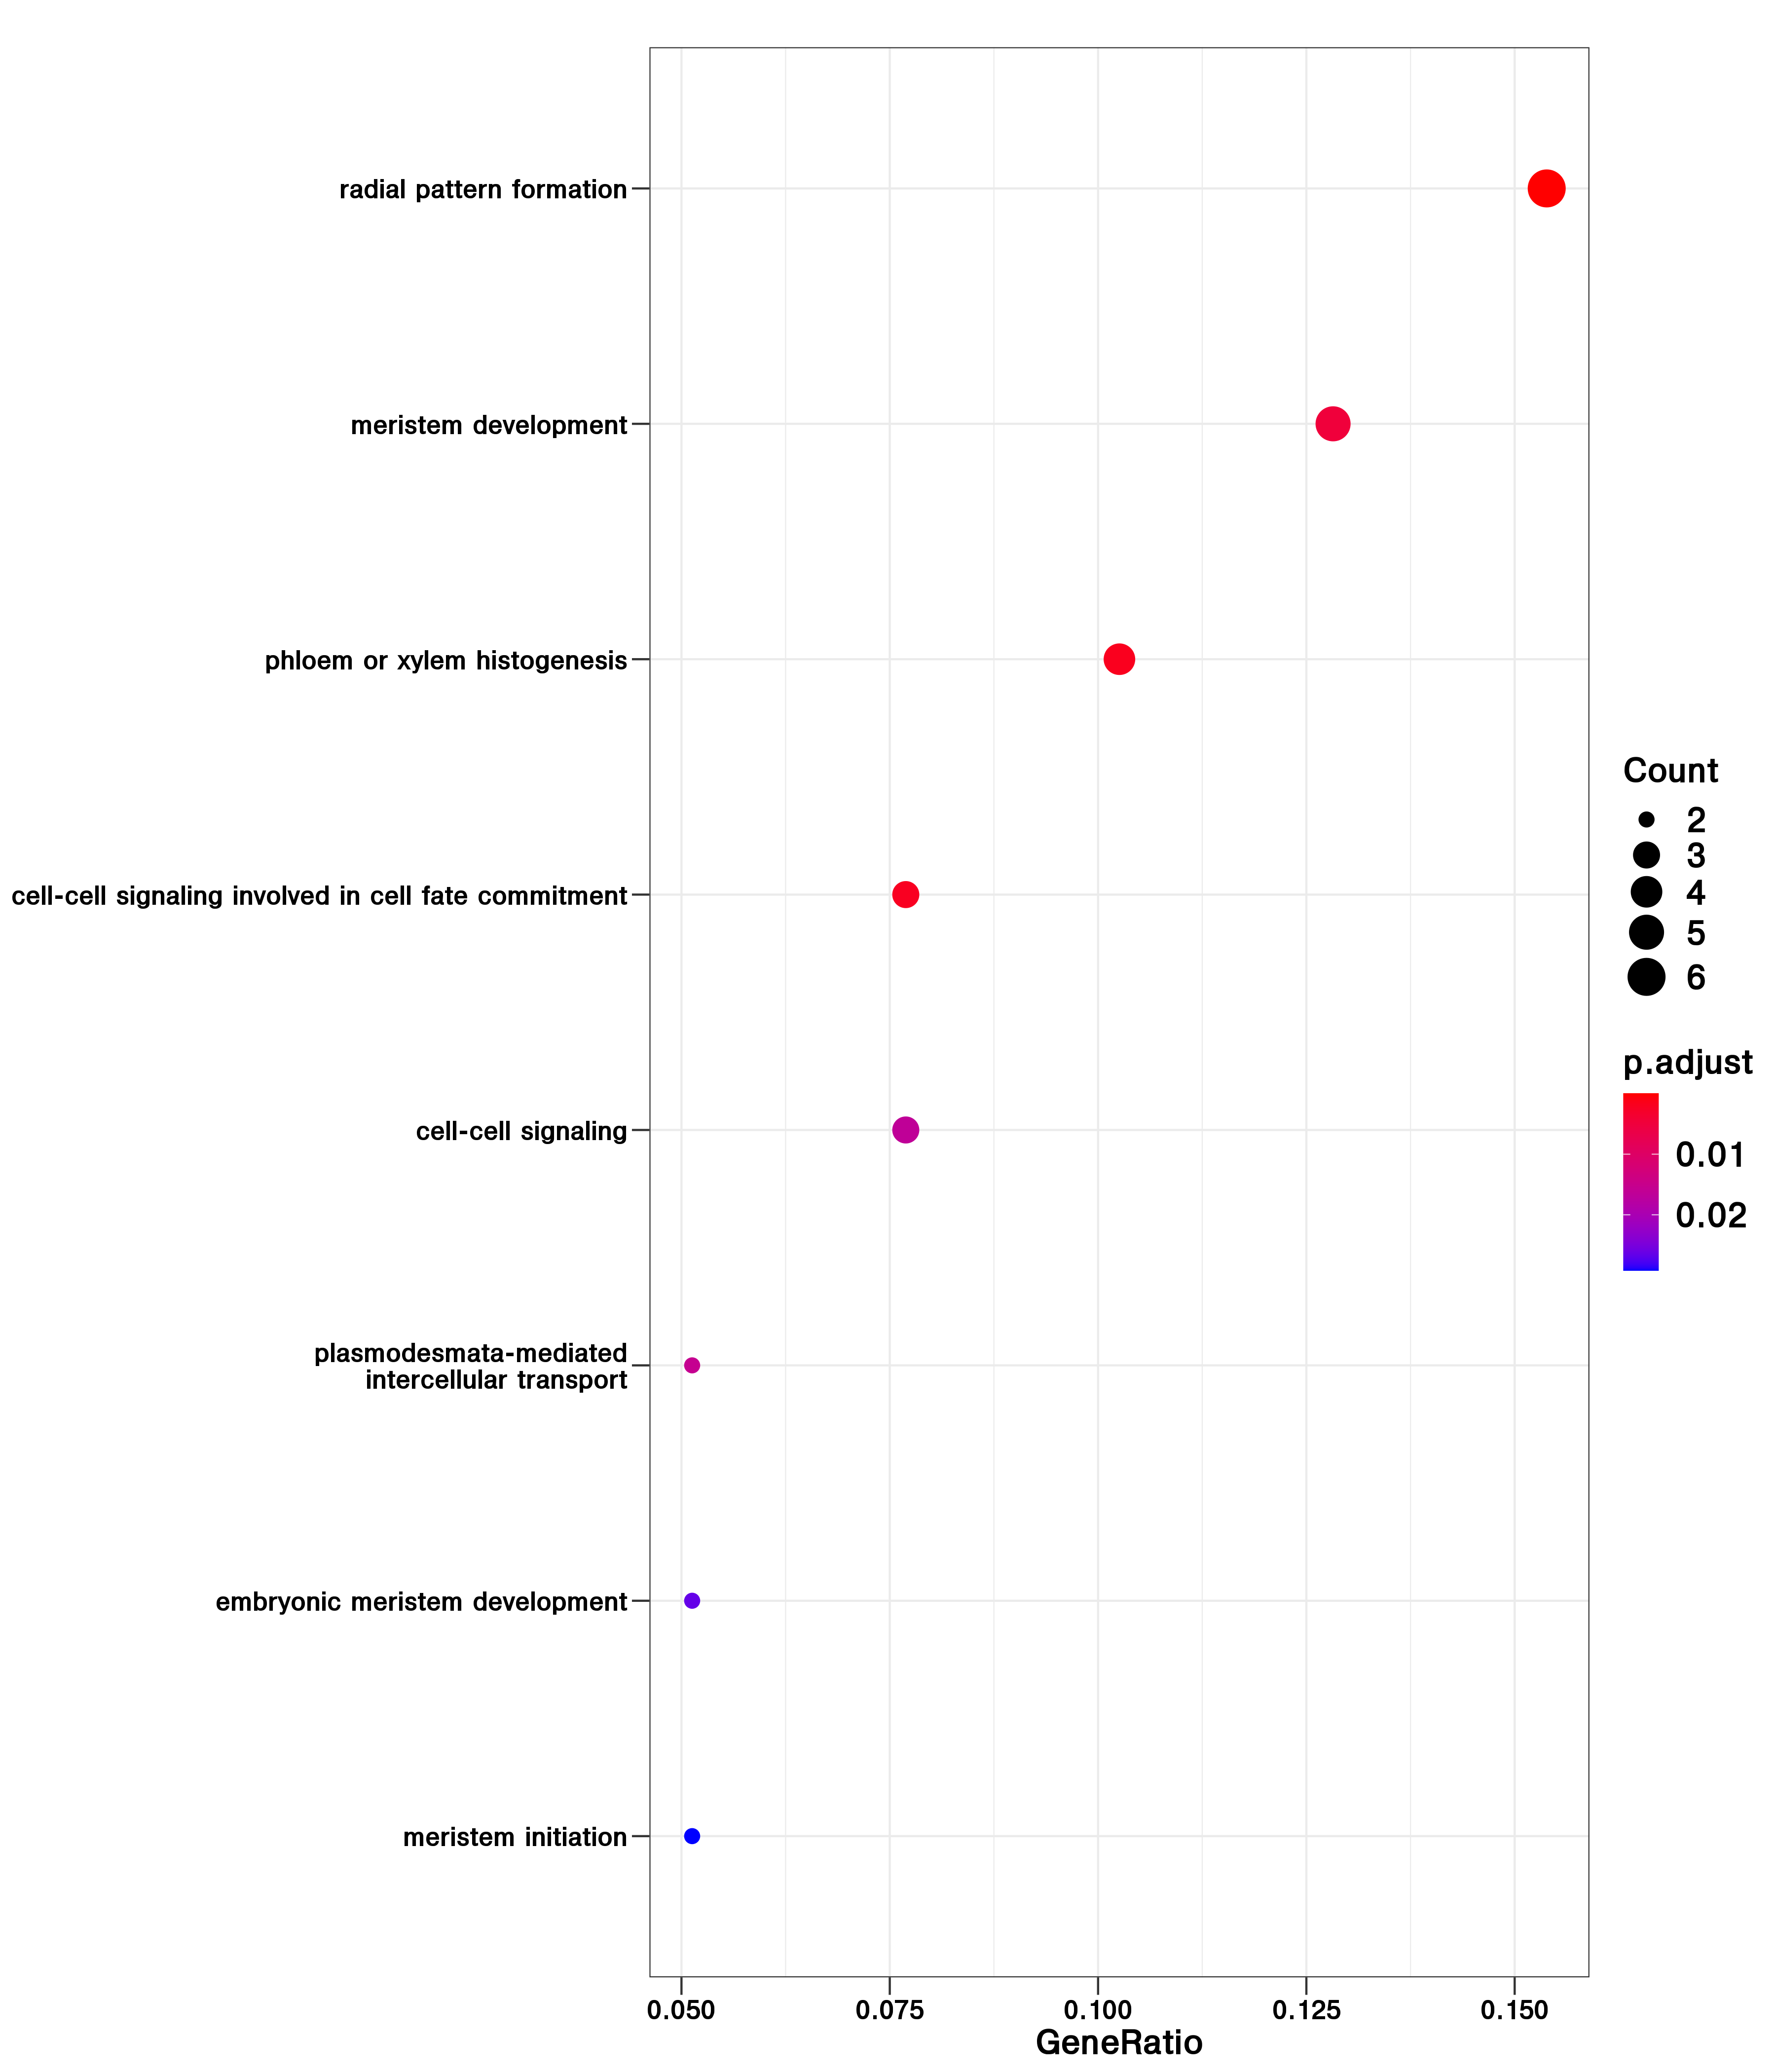 radial pattern formation
meristem development
phloem or xylem histogenesis
cell-cell signaling involved in cell fate commitment
cell-cell signaling
plasmodesmata-mediated
intercellular transport
embryonic meristem development
meristem initiation
0.050 0.075 0.100 0.125 0.150
GeneRatio
Count
2
3
4
5
6
p.adjust
0.01
0.02